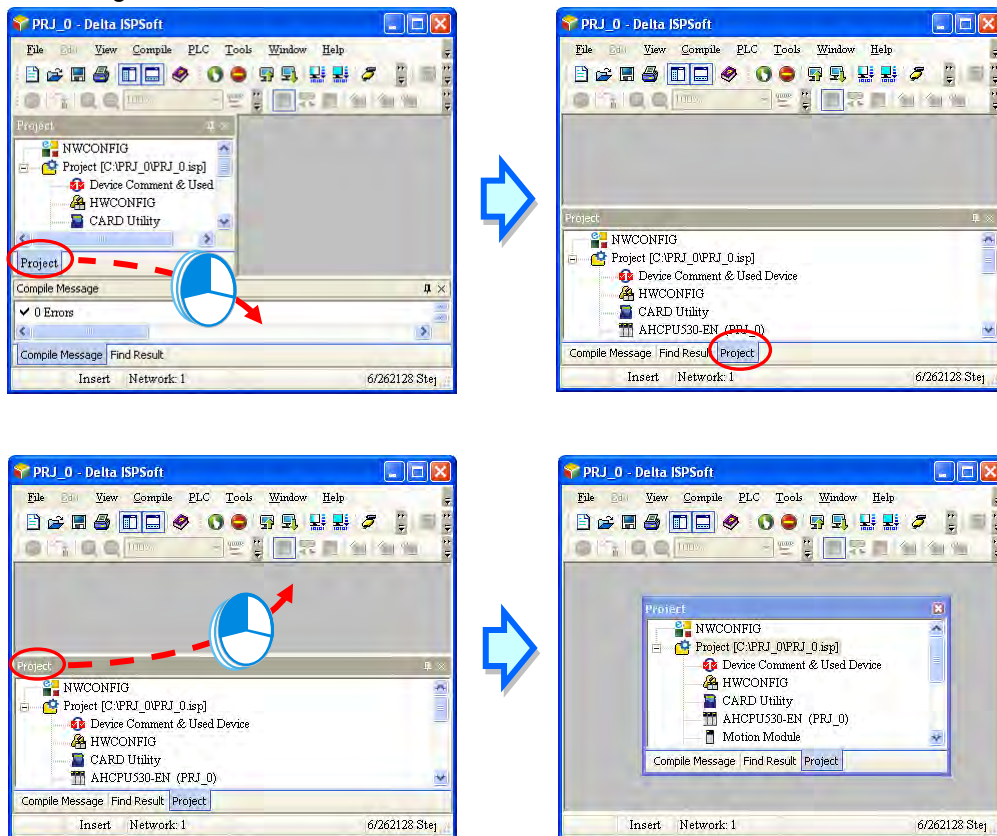 PRJ_0 - Delta ISPSoft
File Edit View Compile PLC Tools Window Help
100%
Project
NWCONFIG
Project [C:\PRJ_0\PRJ_0.isp]
Device Comment & Used
HWCONFIG
CARD Utility
Project
Compile Message
0 Errors
Compile Message Find Result
Insert Network: 1 6/262128 Step
PRJ_0 - Delta ISPSoft
File Edit View Compile PLC Tools Window Help
100%
Project
NWCONFIG
Project [C:\PRJ_0\PRJ_0.isp]
Device Comment & Used Device
HWCONFIG
CARD Utility
AHCPU530-EN (PRJ_0)
Compile Message Find Result Project
Insert Network: 1 6/262128 Step
PRJ_0 - Delta ISPSoft
File Edit View Compile PLC Tools Window Help
100%
Project
NWCONFIG
Project [C:\PRJ_0\PRJ_0.isp]
Device Comment & Used Device
HWCONFIG
CARD Utility
AHCPU530-EN (PRJ_0)
Compile Message Find Result Project
Insert Network: 1 6/262128 Step
PRJ_0 - Delta ISPSoft
File Edit View Compile PLC Tools Window Help
100%
Project
NWCONFIG
Project [C:\PRJ_0\PRJ_0.isp]
Device Comment & Used Device
HWCONFIG
CARD Utility
AHCPU530-EN (PRJ_0)
Motion Module
Compile Message Find Result Project
Insert Network: 1 6/262128 Step